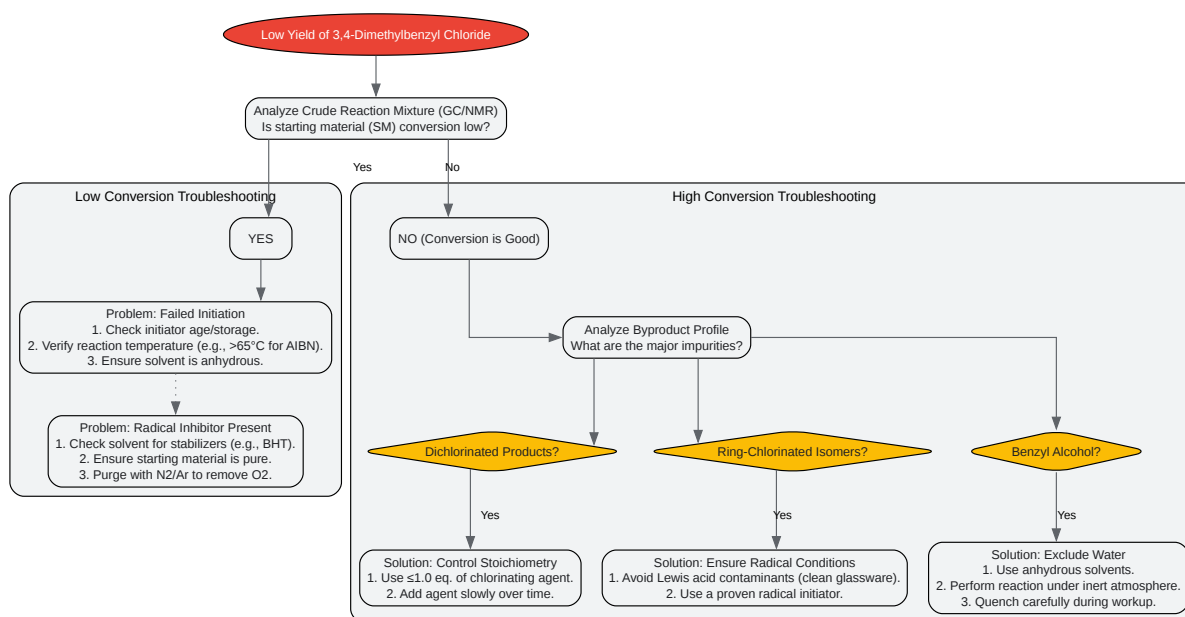 Low Yield of 3,4-Dimethylbenzyl Chloride
Analyze Crude Reaction Mixture (GC/NMR)
Is starting material (SM) conversion low?
Yes
No
Low Conversion Troubleshooting
YES
Problem: Failed Initiation
1. Check initiator age/storage.
2. Verify reaction temperature (e.g., >65°C for AIBN).
3. Ensure solvent is anhydrous.
Problem: Radical Inhibitor Present
1. Check solvent for stabilizers (e.g., BHT).
2. Ensure starting material is pure.
3. Purge with N2/Ar to remove O2.
High Conversion Troubleshooting
NO (Conversion is Good)
Analyze Byproduct Profile
What are the major impurities?
Dichlorinated Products?
Ring-Chlorinated Isomers?
Benzyl Alcohol?
Yes
Yes
Yes
Solution: Control Stoichiometry
1. Use ≤1.0 eq. of chlorinating agent.
2. Add agent slowly over time.
Solution: Ensure Radical Conditions
1. Avoid Lewis acid contaminants (clean glassware).
2. Use a proven radical initiator.
Solution: Exclude Water
1. Use anhydrous solvents.
2. Perform reaction under inert atmosphere.
3. Quench carefully during workup.